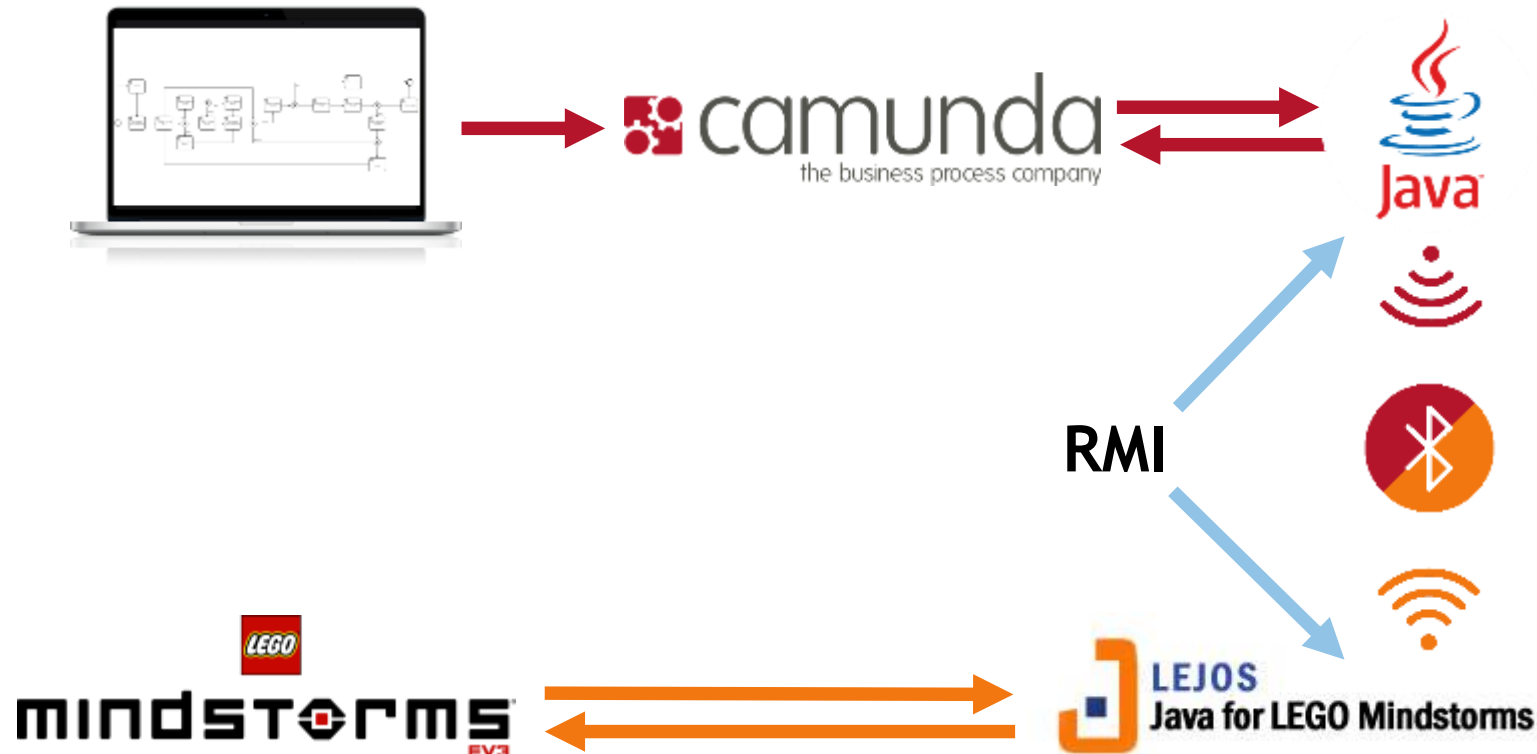 camunda
the business process company
Java
RMI
LEGO
mindstorms
EV3
LEJOS
Java for LEGO Mindstorms